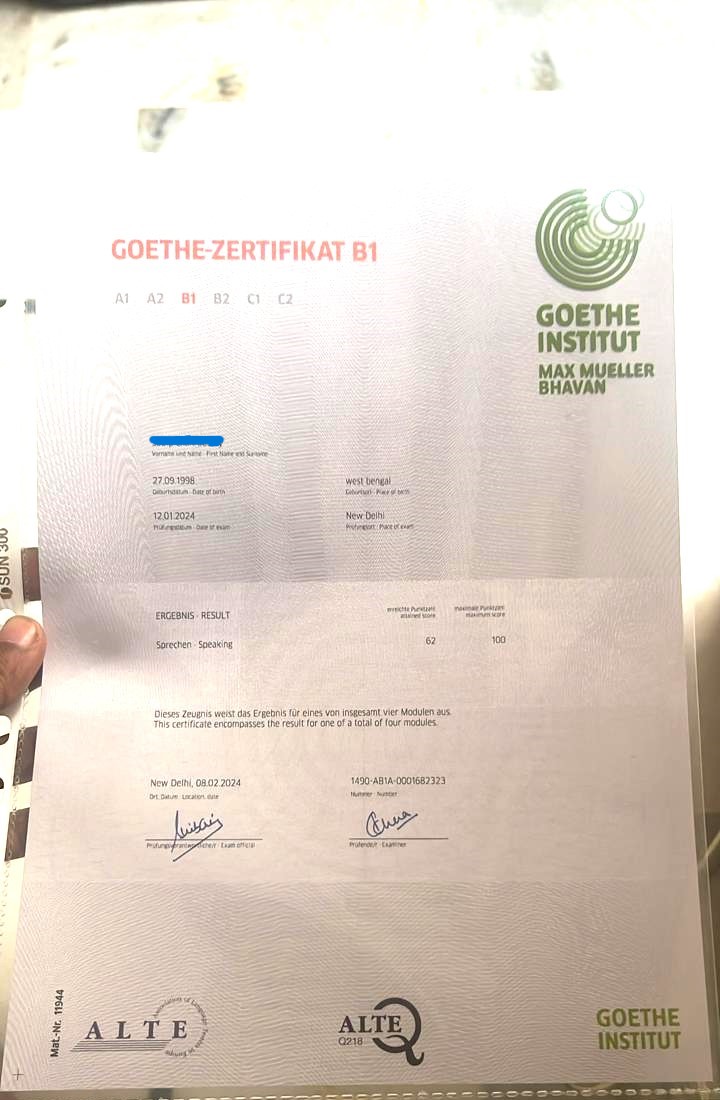 GOETHE-ZERTIFIKAT B1
A1 A2 B1 B2 C1 C2
GOETHE
INSTITUT
MAX MUELLER
BHAVAN
Vorname und Name · First Name and Surname
27.09.1998 west bengal
Geburtsdatum · Date of birth Geburtsort · Place of birth
12.01.2024 New Delhi
Prüfungsdatum · Date of exam Prüfungsort · Place of exam
ERGEBNIS · RESULT
erreichte Punktzahl maximale Punktzahl
attained score maximum score
Sprechen · Speaking 62 100
Dieses Zeugnis weist das Ergebnis für eines von insgesamt vier Modulen aus.
This certificate encompasses the result for one of a total of four modules.
New Delhi, 08.02.2024 1490-AB1A-0001682323
Ort, Datum · Location, date Nummer · Number
Prüfungsverantwortliche/r · Exam official Prüfende/r · Examiner
Mat.-Nr. 11944
ALTE
Association of Language Testers in Europe
ALTE
Q218
GOETHE
INSTITUT
SUN 300